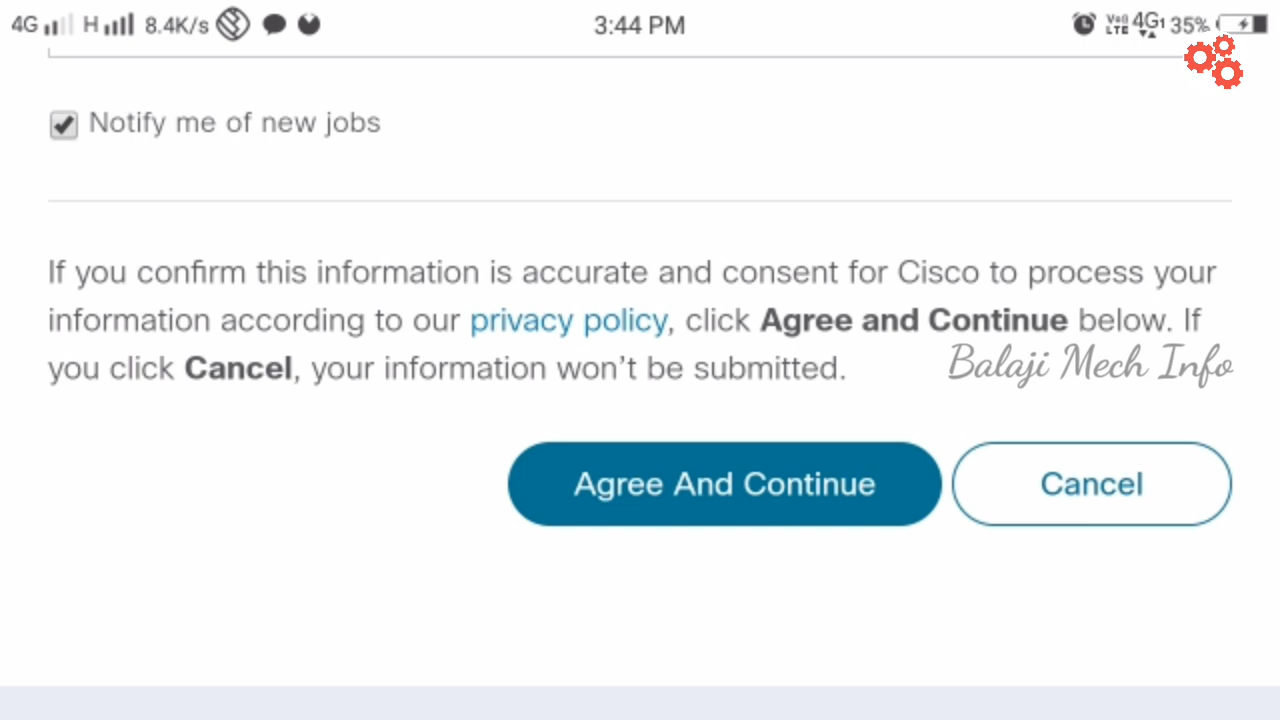 4G H 8.4K/s 3:44 PM VoLTE 4G1 35%
Notify me of new jobs
If you confirm this information is accurate and consent for Cisco to process your
information according to our privacy policy, click Agree and Continue below. If
you click Cancel, your information won't be submitted.
Balaji Mech Info
Agree And Continue Cancel